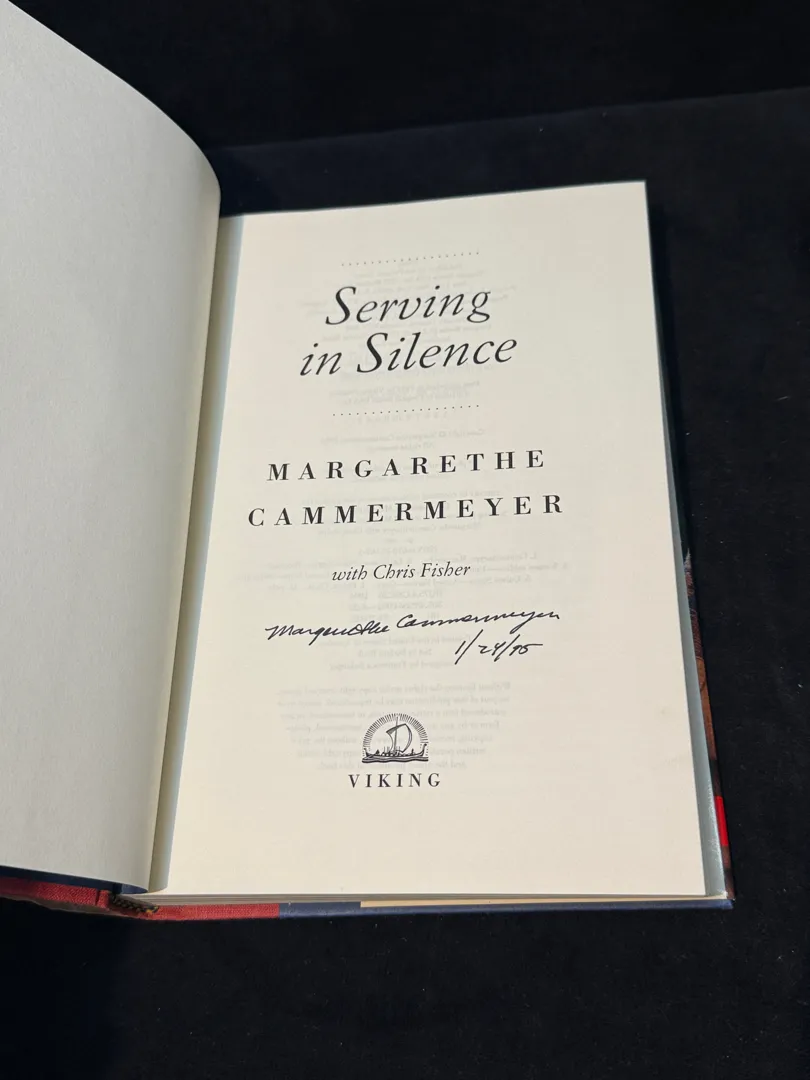 Serving
in Silence
MARGARETHE
CAMMERMEYER
with Chris Fisher
Margarethe Cammermeyer
1/24/95
VIKING